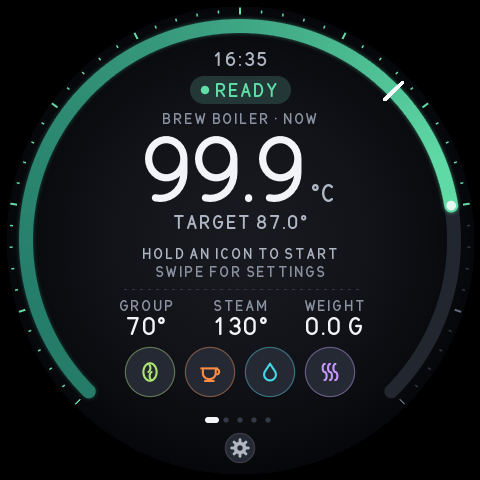 16:35
READY
BREW BOILER · NOW
99.9 °C
TARGET 87.0°
HOLD AN ICON TO START
SWIPE FOR SETTINGS
GROUP STEAM WEIGHT
70° 130° 0.0 G